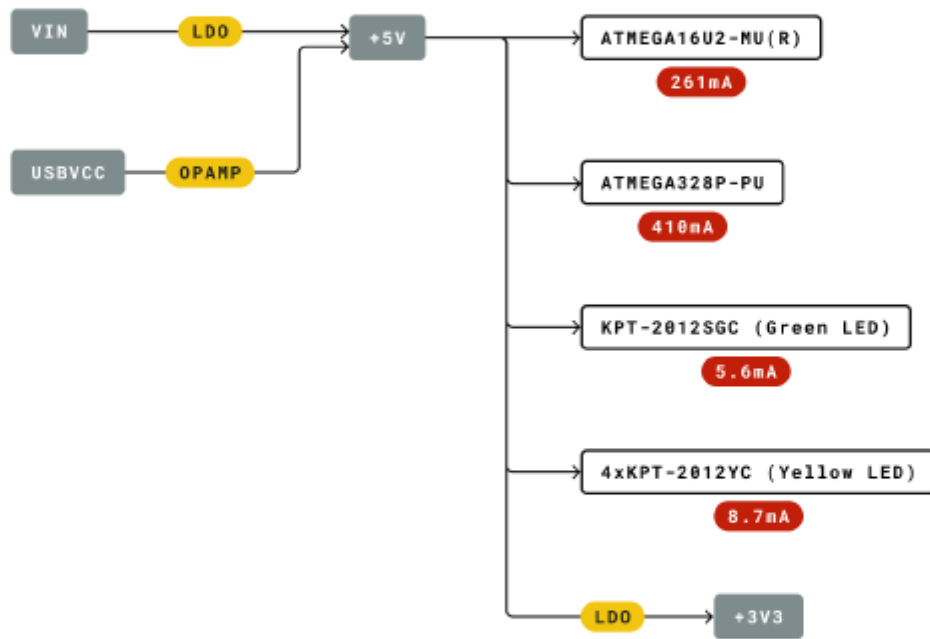 VIN
LDO
+5V
ATMEGA16U2-MU(R)
261mA
USBVCC
OPAMP
ATMEGA328P-PU
410mA
KPT-2012SGC (Green LED)
5.6mA
4xKPT-2012YC (Yellow LED)
8.7mA
LDO
+3V3